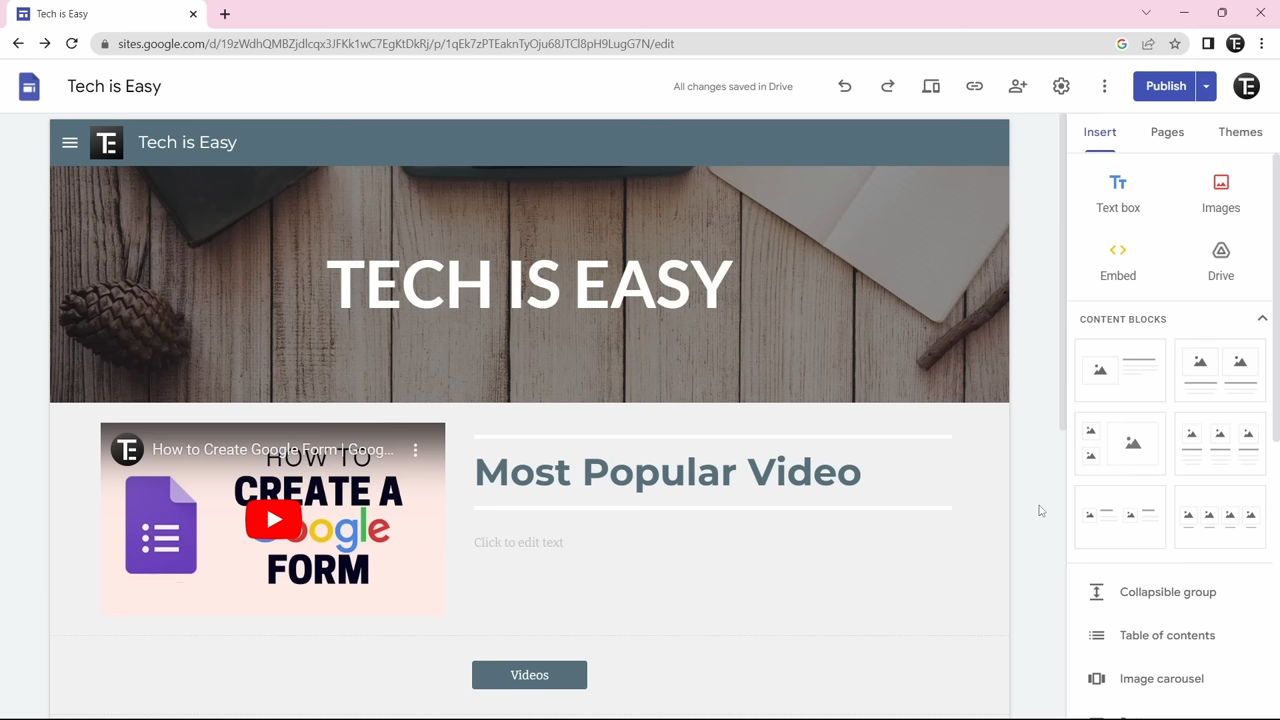 Tech is Easy
sites.google.com/d/19zWdhQMBZjdlcqx3JFKk1wC7EgKtDkRj/p/1qEk7zPTEaknTyOju68JTCl8pH9LugG7N/edit
Tech is Easy
All changes saved in Drive
Publish
Tech is Easy
Insert
Pages
Themes
Text box
Images
Embed
Drive
TECH IS EASY
CONTENT BLOCKS
How to Create Google Form | Goog...
HOW TO
CREATE A
Google
FORM
Most Popular Video
Click to edit text
Videos
Collapsible group
Table of contents
Image carousel